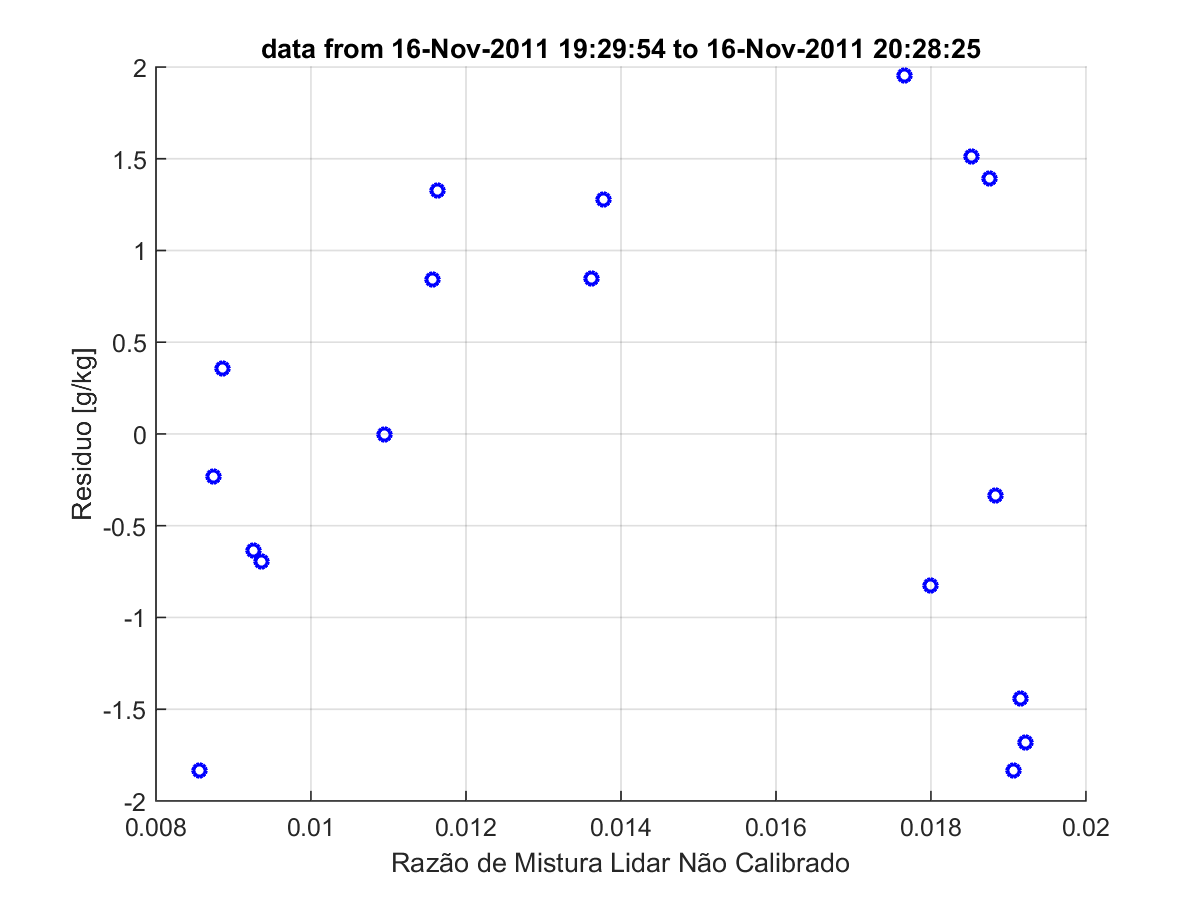 data from 16-Nov-2011 19:29:54 to 16-Nov-2011 20:28:25
2
1.5
1
0.5
0
-0.5
-1
-1.5
-2
Residuo [g/kg]
0.008 0.01 0.012 0.014 0.016 0.018 0.02
Razão de Mistura Lidar Não Calibrado